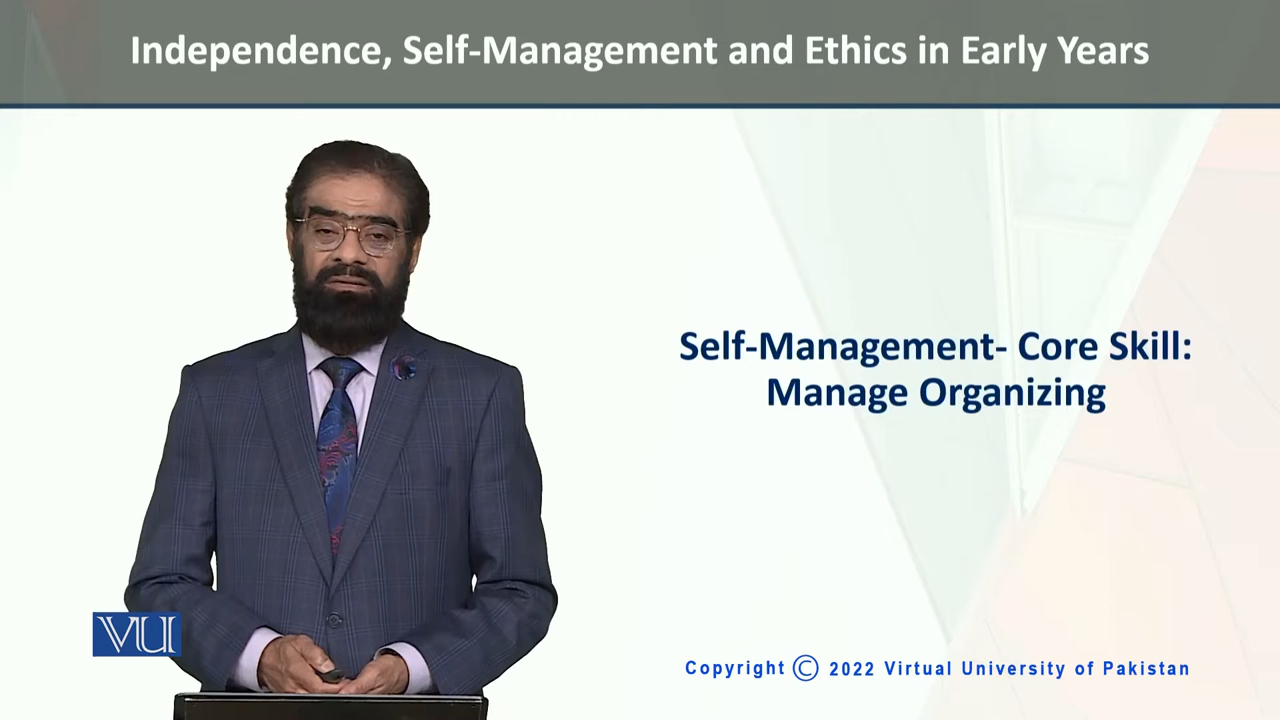 Independence, Self-Management and Ethics in Early Years
Self-Management- Core Skill:
Manage Organizing
VU
Copyright © 2022 Virtual University of Pakistan